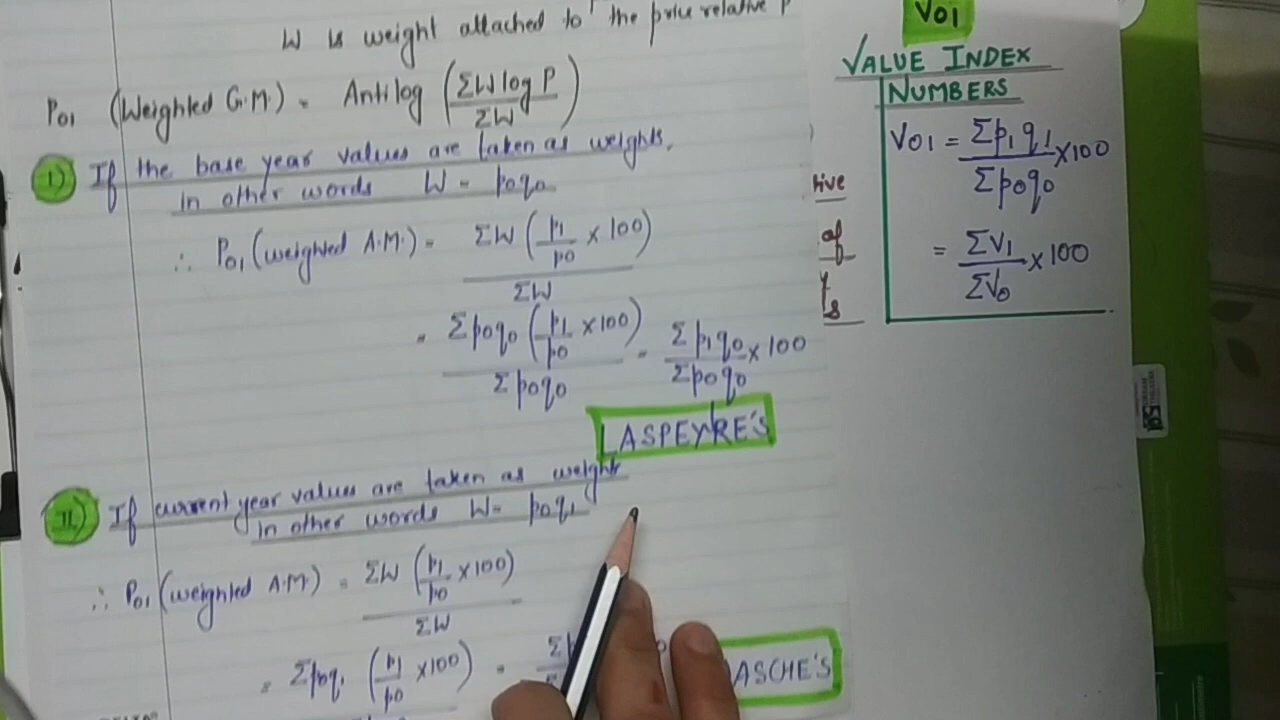 W is weight attached to the price relative P
P01 (Weighted G.M.) = Antilog (ΣW log P / ΣW)
I) If the base year values are taken as weights.
in other words W = p0q0
∴ P01 (weighted A.M.) = ΣW (p1/p0 × 100) / ΣW
= Σp0q0 (p1/p0 × 100) / Σp0q0 = Σp1q0 / Σp0q0 × 100
LASPEYRE'S
II) If current year values are taken as weights
in other words W = p0q1
∴ P01 (weighted A.M.) = ΣW (p1/p0 × 100) / ΣW
= Σp0q1 (p1/p0 × 100) =
AASCHE'S
V01
VALUE INDEX
NUMBERS
V01 = Σp1q1 / Σp0q0 × 100
= ΣV1 / ΣV0 × 100
tive
of